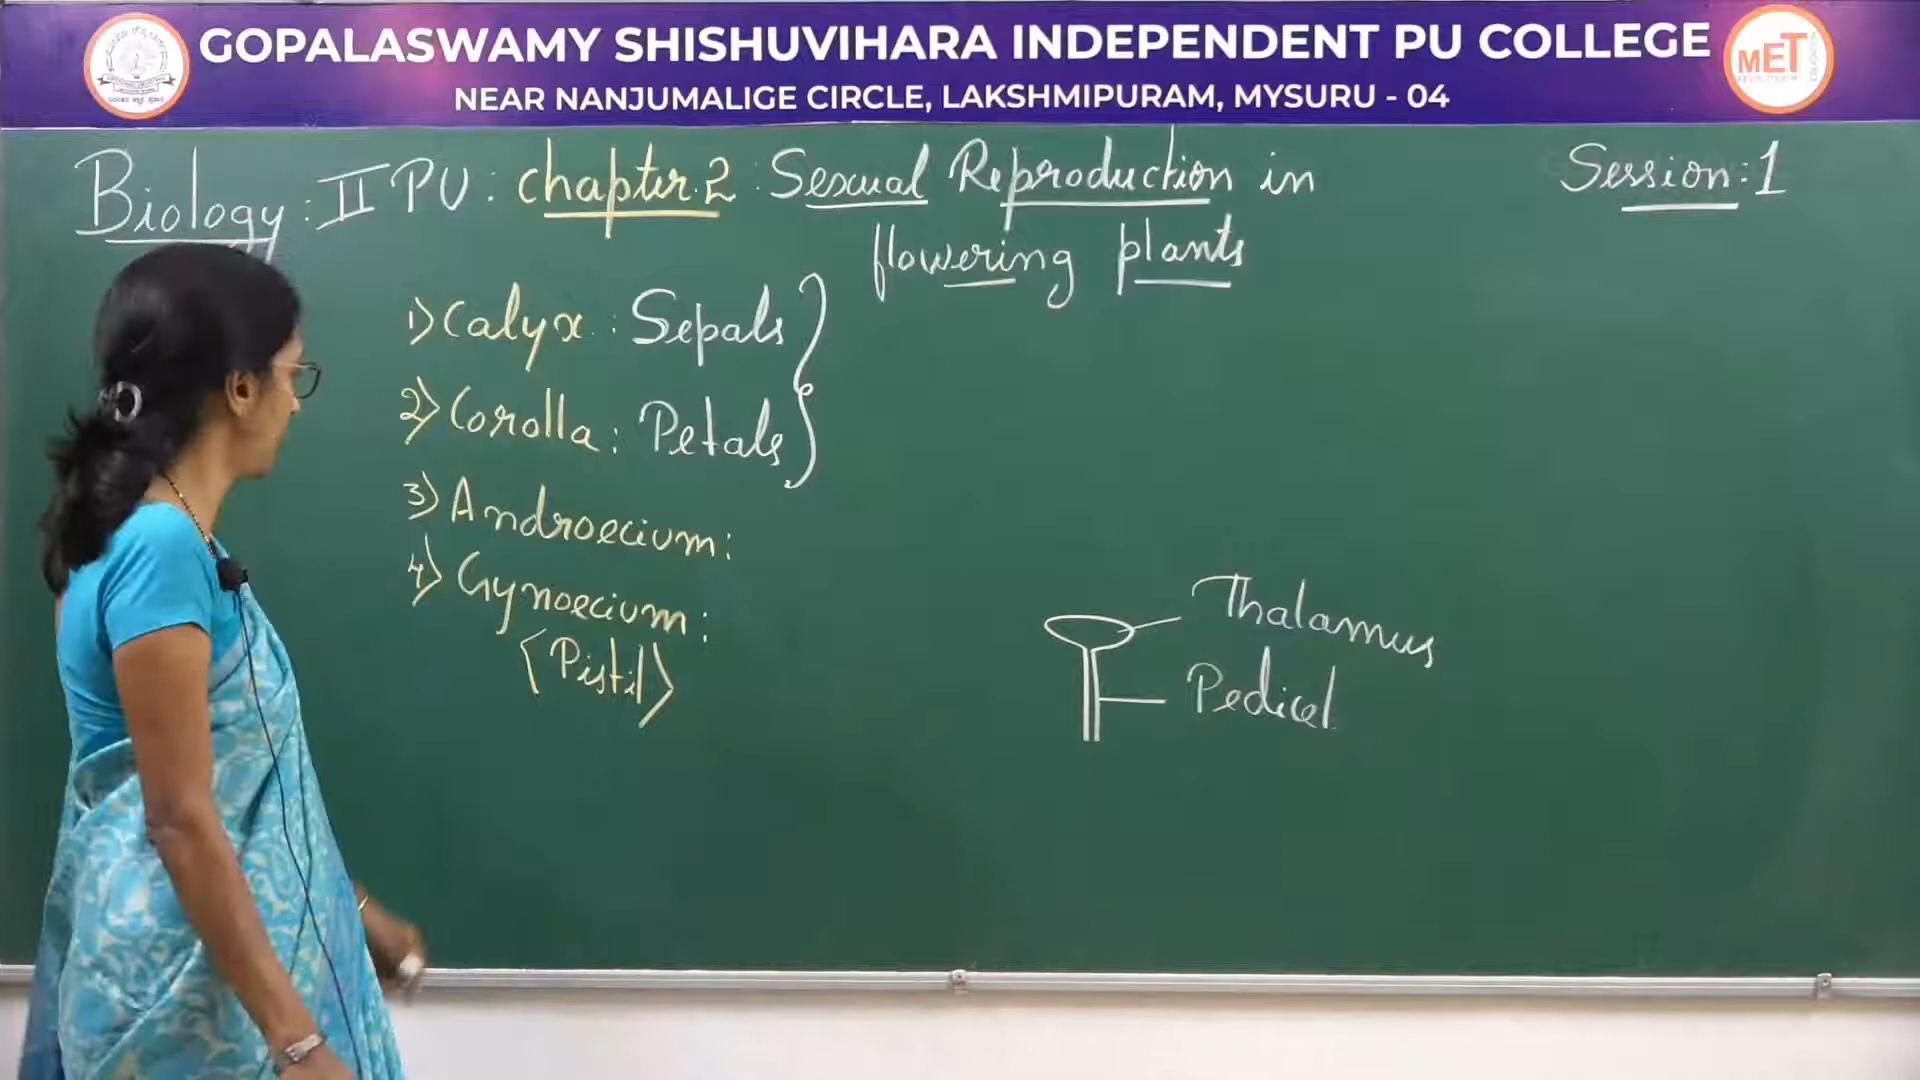 GOPALASWAMY SHISHUVIHARA INDEPENDENT PU COLLEGE
NEAR NANJUMALIGE CIRCLE, LAKSHMIPURAM, MYSURU - 04
MET
Biology : II PU : chapter.2 : Sexual Reproduction in
flowering plants
Session : 1
1) Calyx : Sepals
2) Corolla : Petals
3) Androecium :
4) Gynoecium :
<Pistil>
Thalamus
Pedicel